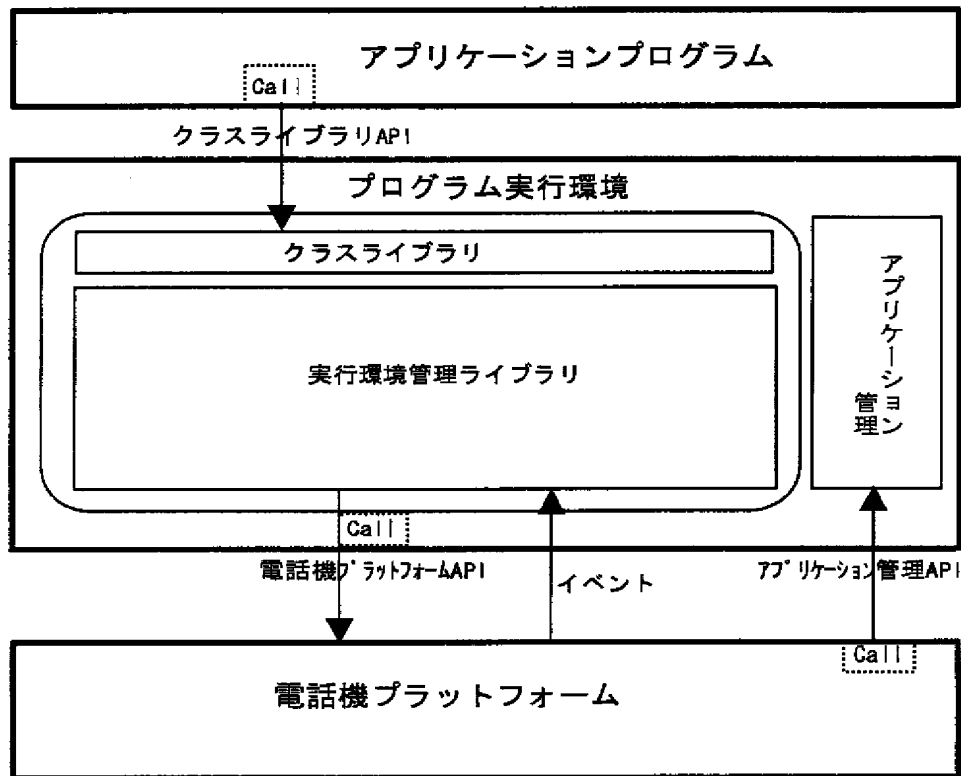 アプリケーションプログラム
Call
クラスライブラリAPI
プログラム実行環境
クラスライブラリ
実行環境管理ライブラリ
アプリケーション
管理
Call
電話機プラットフォームAPI
イベント
アプリケーション管理API
Call
電話機プラットフォーム